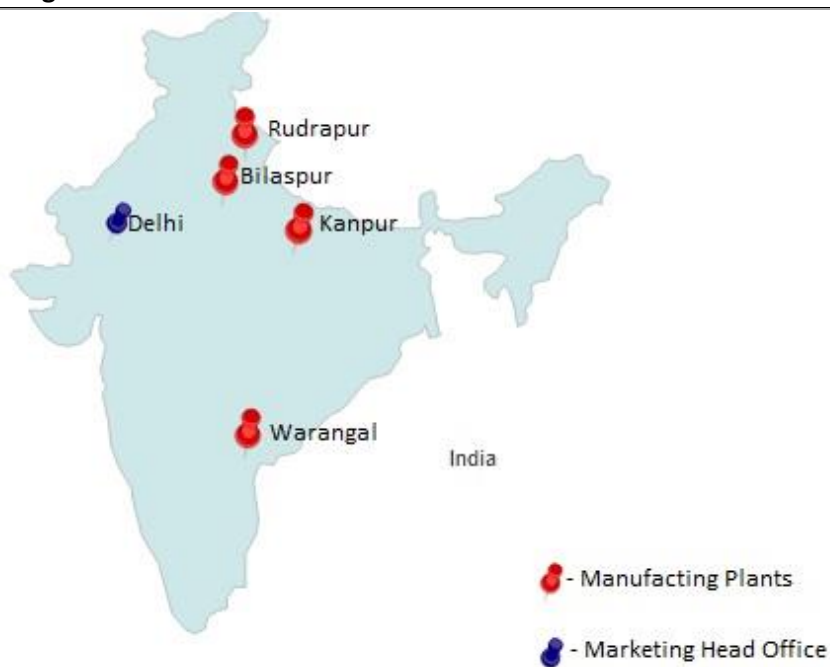 Rudrapur
Bilaspur
Delhi
Kanpur
Warangal
India
- Manufacting Plants
- Marketing Head Office